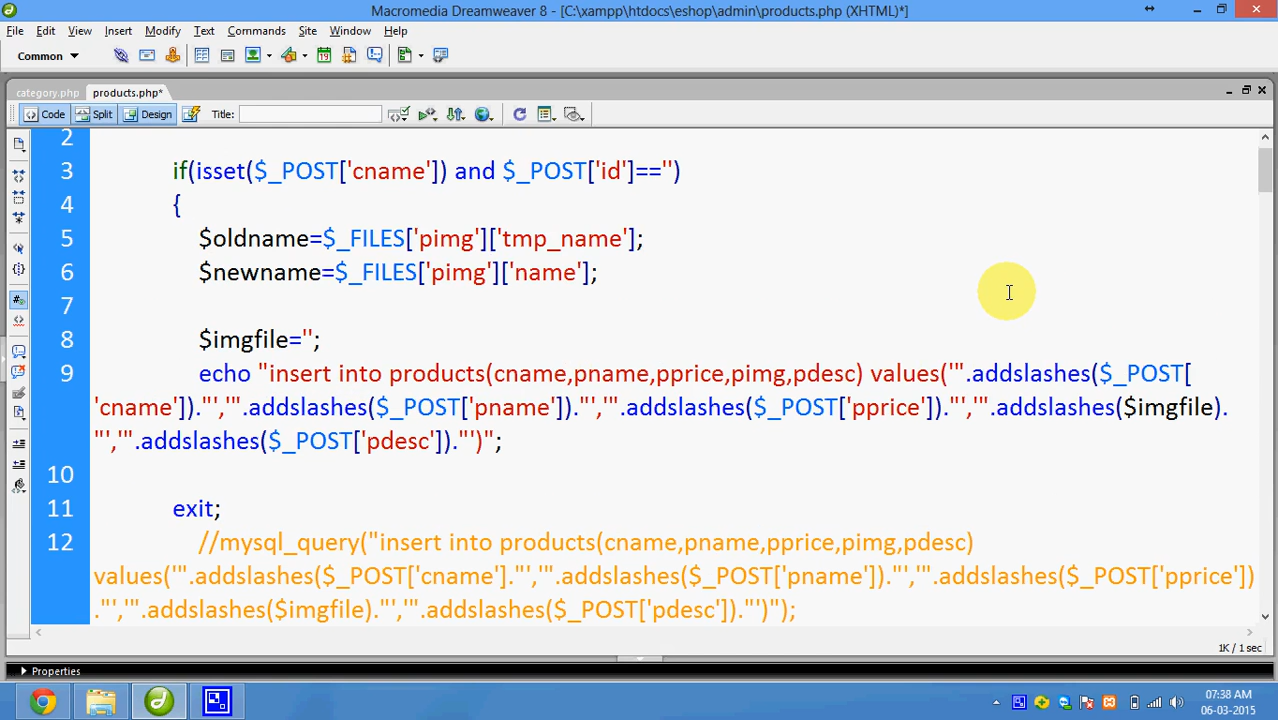 Macromedia Dreamweaver 8 - [C:\xampp\htdocs\eshop\admin\products.php (XHTML)*]
File Edit View Insert Modify Text Commands Site Window Help
Common
category.php products.php*
Code Split Design Title:
2
3 if(isset($_POST['cname']) and $_POST['id']=='')
4 {
5 $oldname=$_FILES['pimg']['tmp_name'];
6 $newname=$_FILES['pimg']['name'];
7
8 $imgfile='';
9 echo "insert into products(cname,pname,pprice,pimg,pdesc) values('".addslashes($_POST[
'cname'])."','".addslashes($_POST['pname'])."','".addslashes($_POST['pprice'])."','".addslashes($imgfile).
"','".addslashes($_POST['pdesc'])."')";
10
11 exit;
12 //mysql_query("insert into products(cname,pname,pprice,pimg,pdesc)
values('".addslashes($_POST['cname']."','".addslashes($_POST['pname'])."','".addslashes($_POST['pprice'])
."','".addslashes($imgfile)."','".addslashes($_POST['pdesc'])."')");
1K / 1 sec
Properties
07:38 AM
06-03-2015